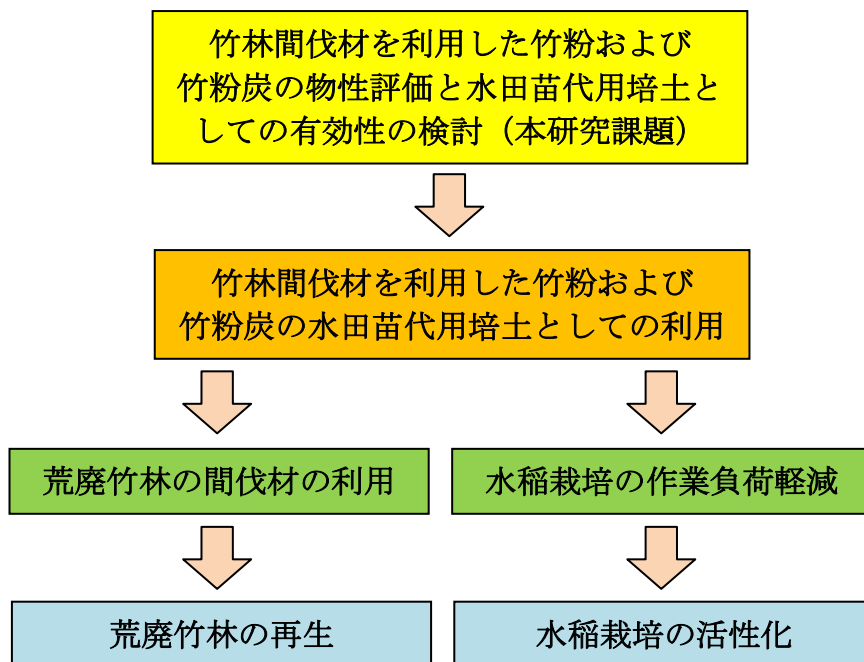 竹林間伐材を利用した竹粉および
竹粉炭の物性評価と水田苗代用培土と
しての有効性の検討（本研究課題）
竹林間伐材を利用した竹粉および
竹粉炭の水田苗代用培土としての利用
荒廃竹林の間伐材の利用
水稲栽培の作業負荷軽減
荒廃竹林の再生
水稲栽培の活性化